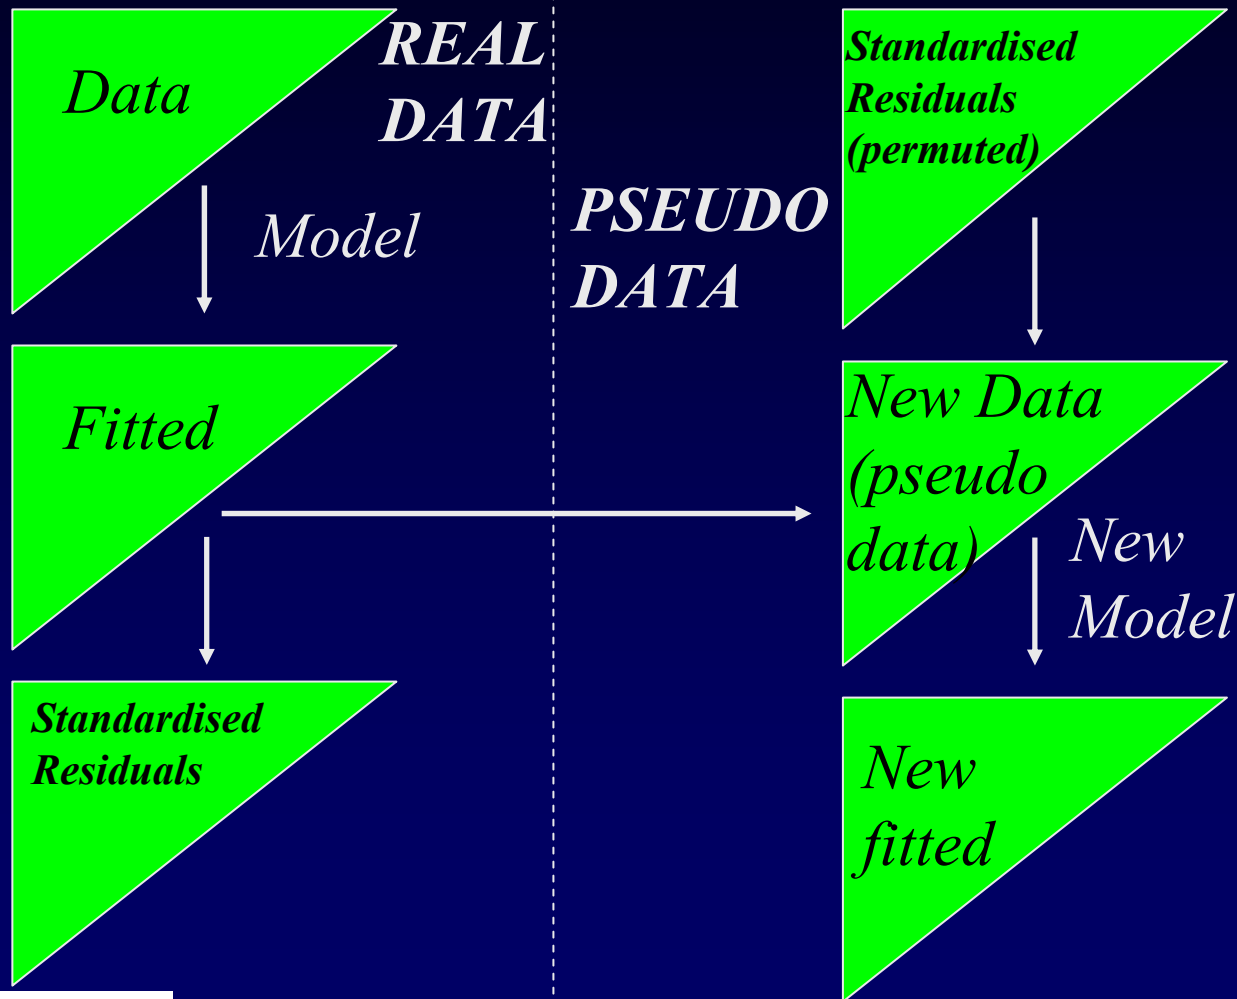 Data
REAL
DATA
Model
Fitted
Standardised
Residuals
PSEUDO
DATA
Standardised
Residuals
(permuted)
New Data
(pseudo
data)
New
Model
New
fitted